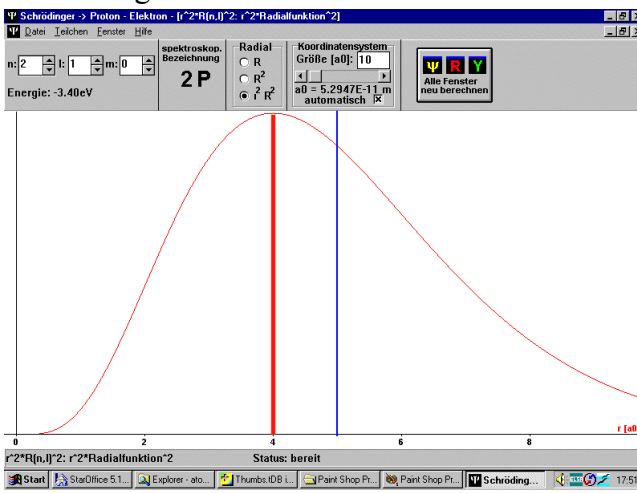 Schrödinger -> Proton - Elektron - [r^2*R(n,l)^2: r^2*Radialfunktion^2]
Datei Teilchen Fenster Hilfe
n: 2 l: 1 m: 0
Energie: -3.40eV
spektroskop.
Bezeichnung
2 P
Radial
R
R²
r² R²
Koordinatensystem
Größe [a0]: 10
a0 = 5.2947E-11 m
automatisch
Ψ R Y
Alle Fenster
neu berechnen
r [a0
0 2 4 6 8
r^2*R(n,l)^2: r^2*Radialfunktion^2 Status: bereit
Start StarOffice 5.1... Explorer - ato... Thumbs.tDB i... Paint Shop Pr... Paint Shop Pr... Schröding... 17:51